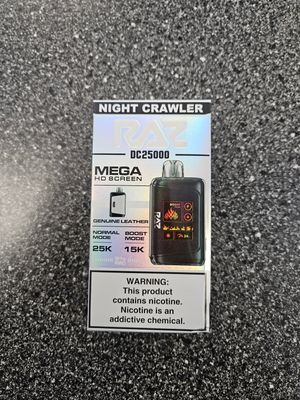 NIGHT CRAWLER
RAZ
DC25000
MEGA
HD SCREEN
GENUINE LEATHER
NORMAL MODE
BOOST MODE
25K
15K
RAZ
WARNING:
This product
contains nicotine.
Nicotine is an
addictive chemical.